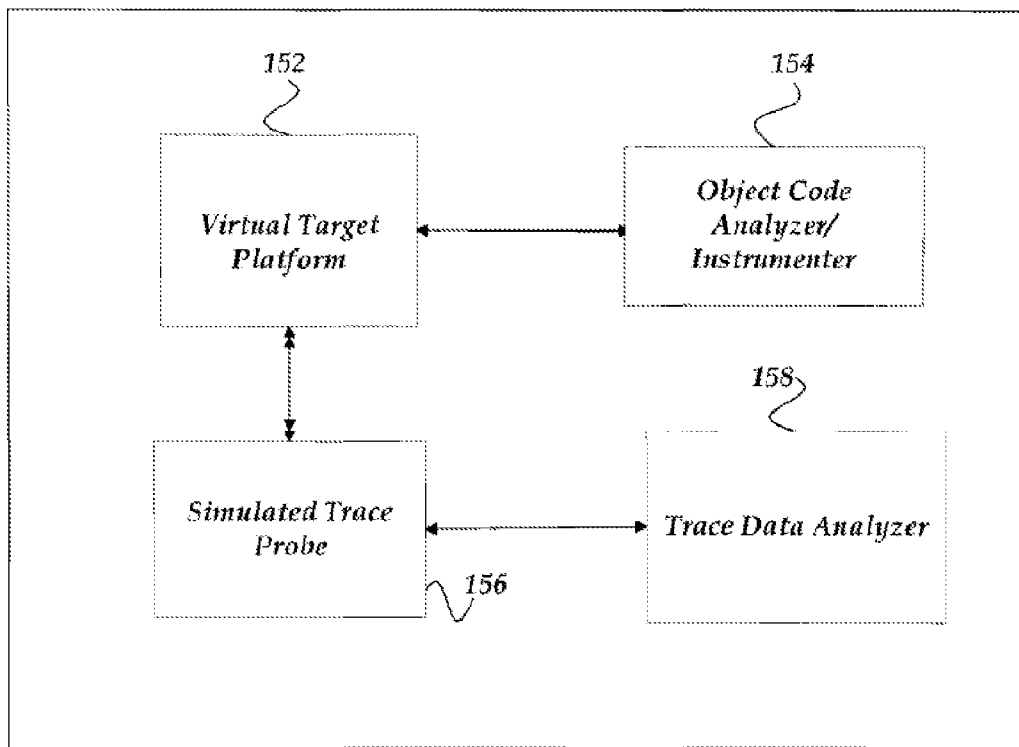 152
154
Virtual Target
Platform
Object Code
Analyzer/
Instrumenter
158
Simulated Trace
Probe
Trace Data Analyzer
156